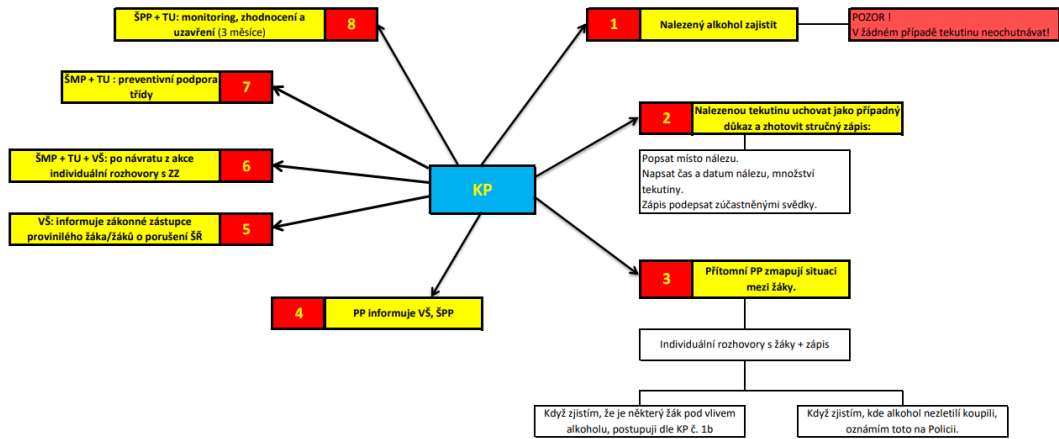 KP
1
Nalezený alkohol zajistit
POZOR !
V žádném případě tekutinu neochutnávat!
2
Nalezenou tekutinu uchovat jako případný
důkaz a zhotovit stručný zápis:
Popsat místo nálezu.
Napsat čas a datum nálezu, množství
tekutiny.
Zápis podepsat zúčastněnými svědky.
3
Přítomní PP zmapují situaci
mezi žáky.
Individuální rozhovory s žáky + zápis
Když zjistím, že je některý žák pod vlivem
alkoholu, postupuji dle KP č. 1b
Když zjistím, kde alkohol nezletilí koupili,
oznámím toto na Policii.
4
PP informuje VŠ, ŠPP
5
VŠ: informuje zákonné zástupce
provinilého žáka/žáků o porušení ŠŘ
6
ŠMP + TU + VŠ: po návratu z akce
individuální rozhovory s ZZ
7
ŠMP + TU : preventivní podpora
třídy
8
ŠPP + TU: monitoring, zhodnocení a
uzavření (3 měsíce)